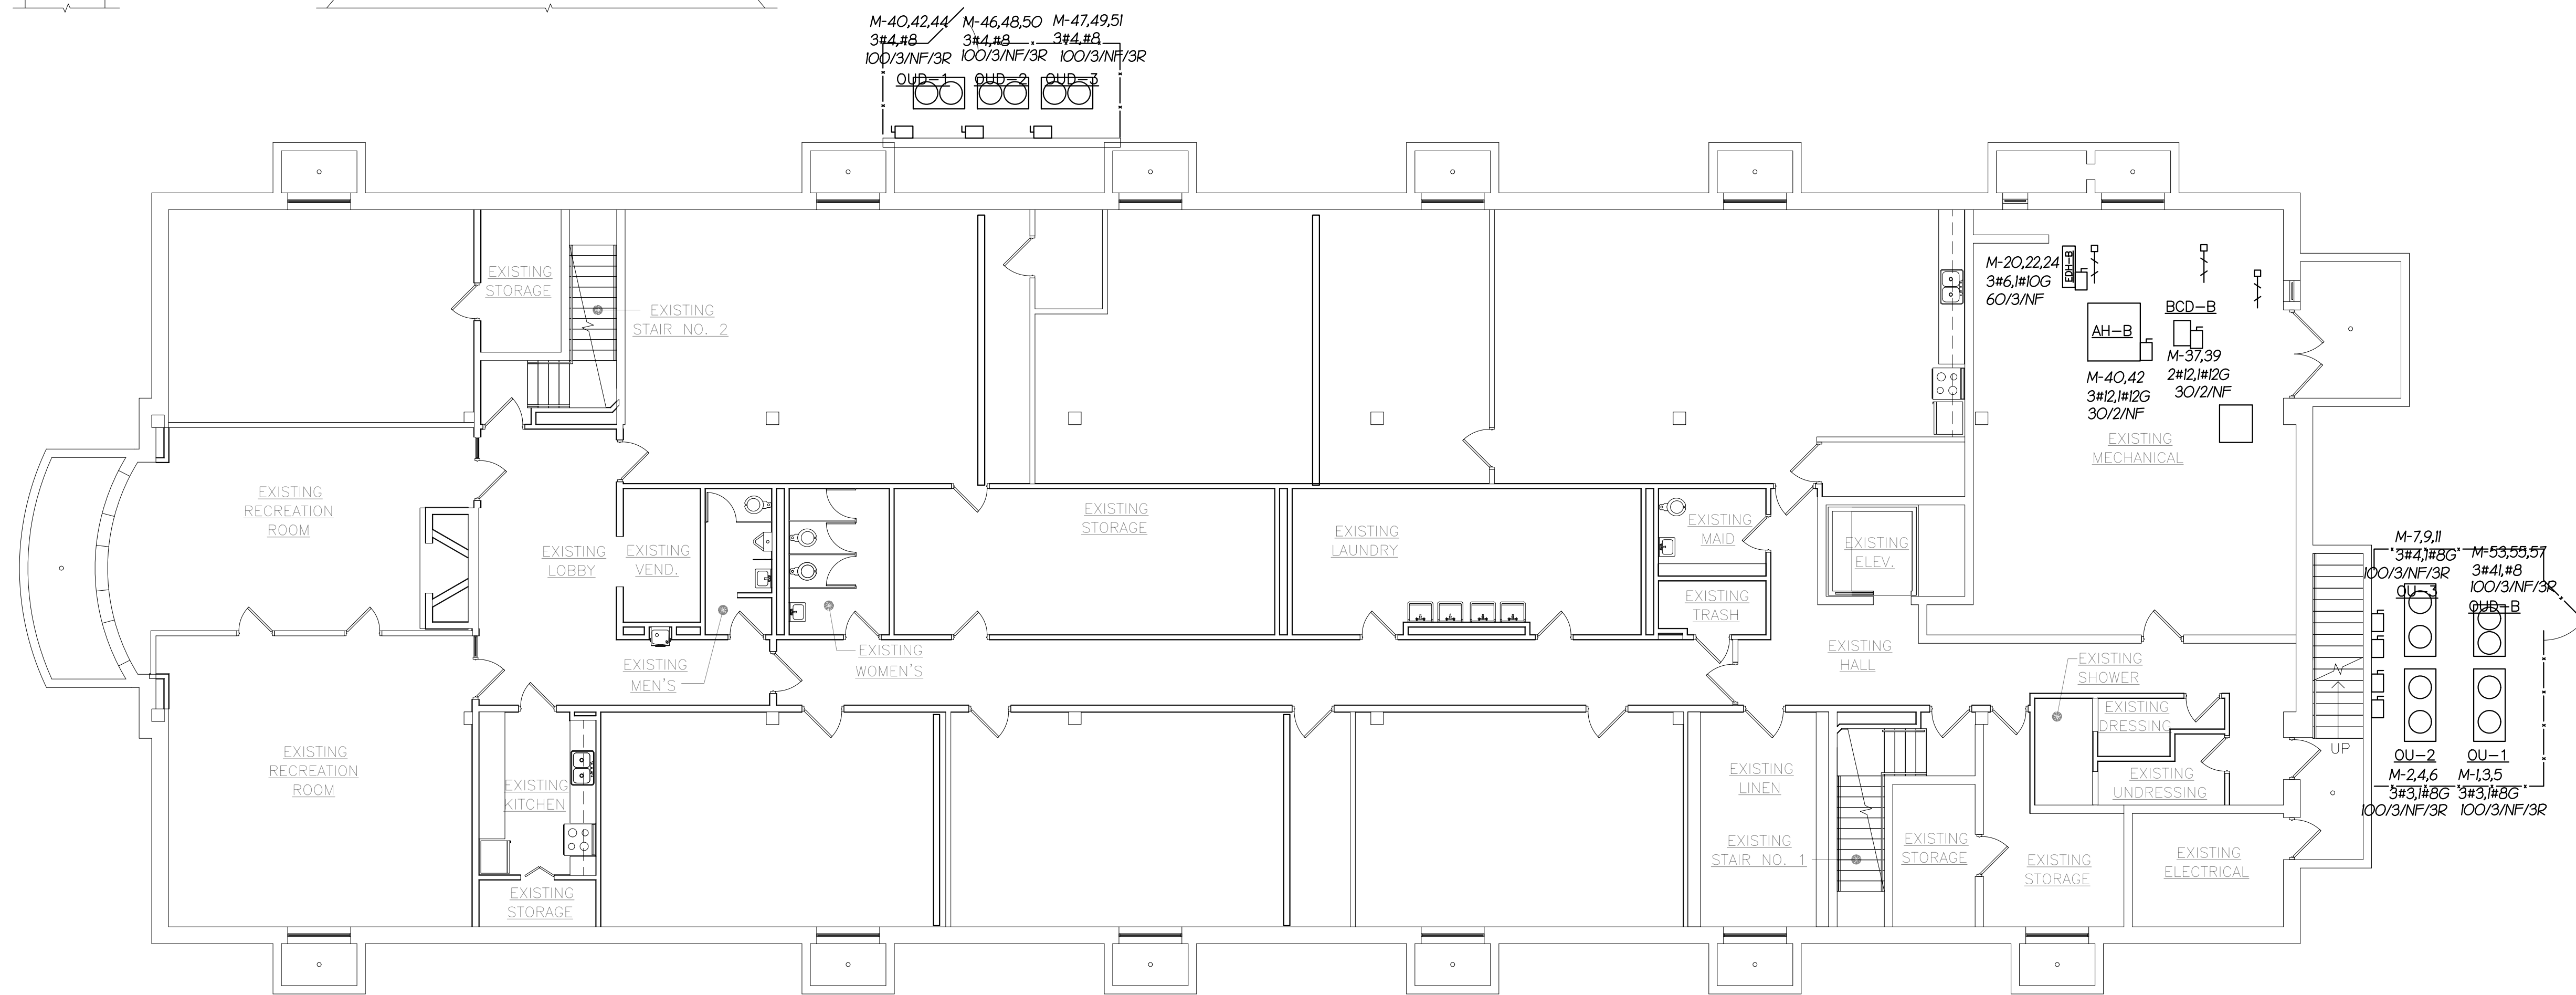 M-40,42,44
3#4,#8
100/3/NF/3R
OUD-1
M-46,48,50
3#4,#8
100/3/NF/3R
OUD-2
M-47,49,51
3#4,#8
100/3/NF/3R
OUD-3
EXISTING
STORAGE
EXISTING
STAIR NO. 2
M-20,22,24
3#6,1#10G
60/3/NF
EDH-B
AH-B
M-40,42
3#12,1#12G
30/2/NF
BCD-B
M-37,39
2#12,1#12G
30/2/NF
EXISTING
MECHANICAL
EXISTING
RECREATION
ROOM
EXISTING
LOBBY
EXISTING
VEND.
EXISTING
STORAGE
EXISTING
LAUNDRY
EXISTING
MAID
EXISTING
ELEV.
EXISTING
TRASH
EXISTING
MEN'S
EXISTING
WOMEN'S
EXISTING
HALL
EXISTING
SHOWER
M-7,9,11
3#4,1#8G
100/3/NF/3R
OU-3
M-53,55,57
3#41,#8
100/3/NF/3R
OUD-B
EXISTING
RECREATION
ROOM
EXISTING
KITCHEN
EXISTING
STORAGE
EXISTING
LINEN
EXISTING
STAIR NO. 1
EXISTING
STORAGE
EXISTING
DRESSING
EXISTING
UNDRESSING
EXISTING
STORAGE
EXISTING
ELECTRICAL
UP
OU-2
M-2,4,6
3#3,1#8G
100/3/NF/3R
OU-1
M-1,3,5
3#3,1#8G
100/3/NF/3R